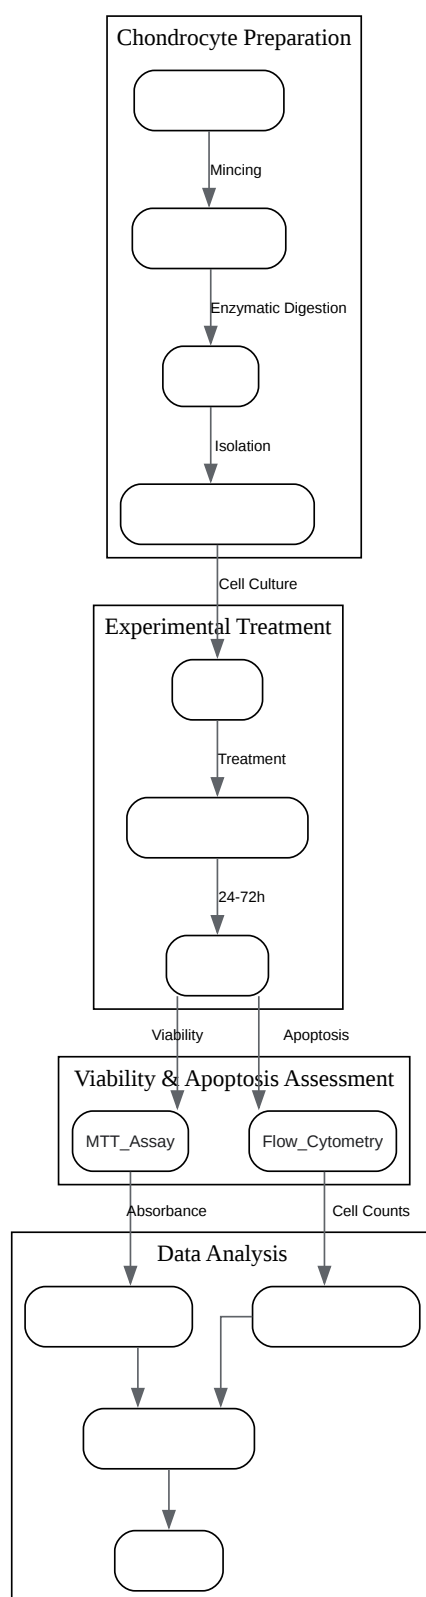 Chondrocyte Preparation
Mincing
Enzymatic Digestion
Isolation
Cell Culture
Experimental Treatment
Treatment
24-72h
Viability
Apoptosis
Viability & Apoptosis Assessment
MTT_Assay
Flow_Cytometry
Absorbance
Cell Counts
Data Analysis